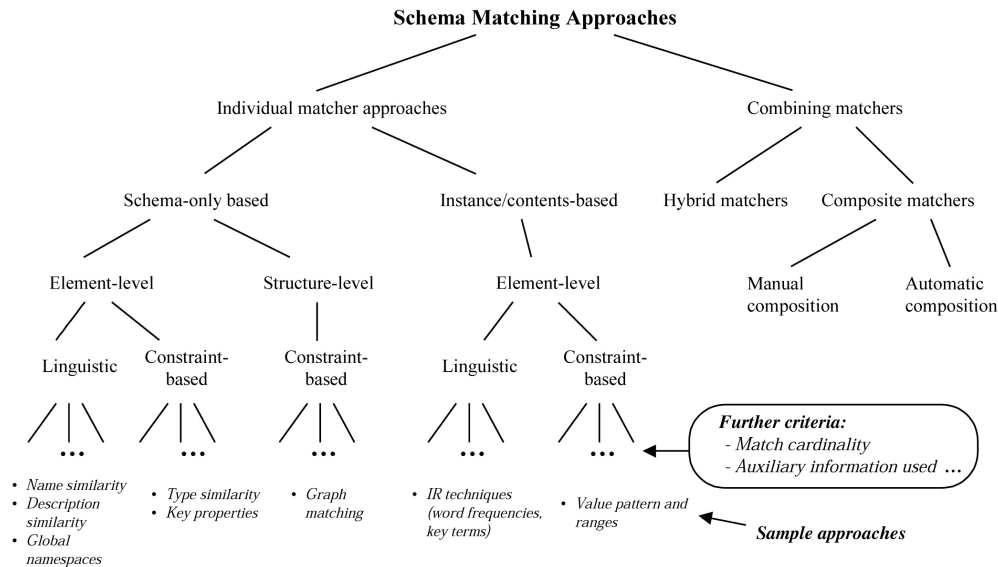 Schema Matching Approaches
Individual matcher approaches
Combining matchers
Schema-only based
Instance/contents-based
Hybrid matchers
Composite matchers
Element-level
Structure-level
Element-level
Manual
composition
Automatic
composition
Linguistic
Constraint-
based
Constraint-
based
Linguistic
Constraint-
based
Further criteria:
- Match cardinality
- Auxiliary information used ...
• Name similarity
• Description
similarity
• Global
namespaces
• Type similarity
• Key properties
• Graph
matching
• IR techniques
(word frequencies,
key terms)
• Value pattern and
ranges
Sample approaches